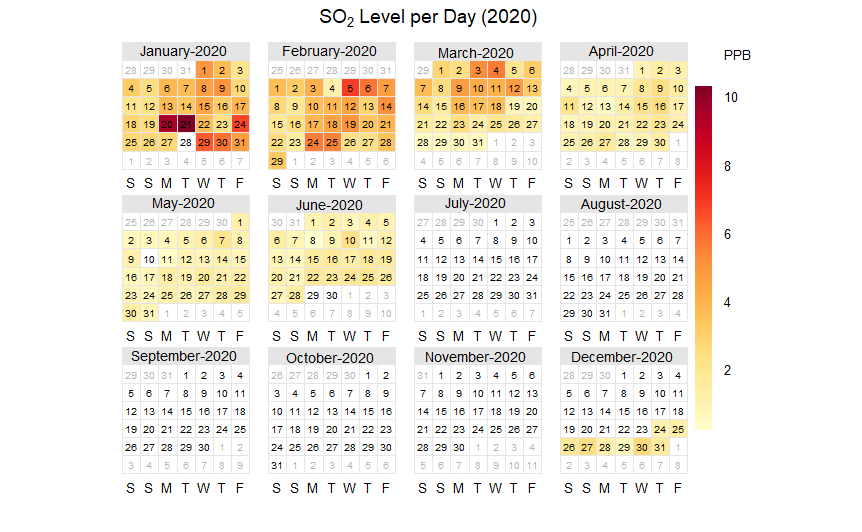 SO₂ Level per Day (2020)
January-2020
28 29 30 31 1 2 3
4 5 6 7 8 9 10
11 12 13 14 15 16 17
18 19 20 21 22 23 24
25 26 27 28 29 30 31
1 2 3 4 5 6 7
S S M T W T F
February-2020
25 26 27 28 29 30 31
1 2 3 4 5 6 7
8 9 10 11 12 13 14
15 16 17 18 19 20 21
22 23 24 25 26 27 28
29 1 2 3 4 5 6
S S M T W T F
March-2020
29 1 2 3 4 5 6
7 8 9 10 11 12 13
14 15 16 17 18 19 20
21 22 23 24 25 26 27
28 29 30 31 1 2 3
4 5 6 7 8 9 10
S S M T W T F
April-2020
28 29 30 31 1 2 3
4 5 6 7 8 9 10
11 12 13 14 15 16 17
18 19 20 21 22 23 24
25 26 27 28 29 30 1
2 3 4 5 6 7 8
S S M T W T F
May-2020
25 26 27 28 29 30 1
2 3 4 5 6 7 8
9 10 11 12 13 14 15
16 17 18 19 20 21 22
23 24 25 26 27 28 29
30 31 1 2 3 4 5
S S M T W T F
June-2020
30 31 1 2 3 4 5
6 7 8 9 10 11 12
13 14 15 16 17 18 19
20 21 22 23 24 25 26
27 28 29 30 1 2 3
4 5 6 7 8 9 10
S S M T W T F
July-2020
27 28 29 30 1 2 3
4 5 6 7 8 9 10
11 12 13 14 15 16 17
18 19 20 21 22 23 24
25 26 27 28 29 30 31
1 2 3 4 5 6 7
S S M T W T F
August-2020
25 26 27 28 29 30 31
1 2 3 4 5 6 7
8 9 10 11 12 13 14
15 16 17 18 19 20 21
22 23 24 25 26 27 28
29 30 31 1 2 3 4
S S M T W T F
September-2020
29 30 31 1 2 3 4
5 6 7 8 9 10 11
12 13 14 15 16 17 18
19 20 21 22 23 24 25
26 27 28 29 30 1 2
3 4 5 6 7 8 9
S S M T W T F
October-2020
26 27 28 29 30 1 2
3 4 5 6 7 8 9
10 11 12 13 14 15 16
17 18 19 20 21 22 23
24 25 26 27 28 29 30
31 1 2 3 4 5 6
S S M T W T F
November-2020
31 1 2 3 4 5 6
7 8 9 10 11 12 13
14 15 16 17 18 19 20
21 22 23 24 25 26 27
28 29 30 1 2 3 4
5 6 7 8 9 10 11
S S M T W T F
December-2020
28 29 30 1 2 3 4
5 6 7 8 9 10 11
12 13 14 15 16 17 18
19 20 21 22 23 24 25
26 27 28 29 30 31 1
2 3 4 5 6 7 8
S S M T W T F
PPB
10
8
6
4
2